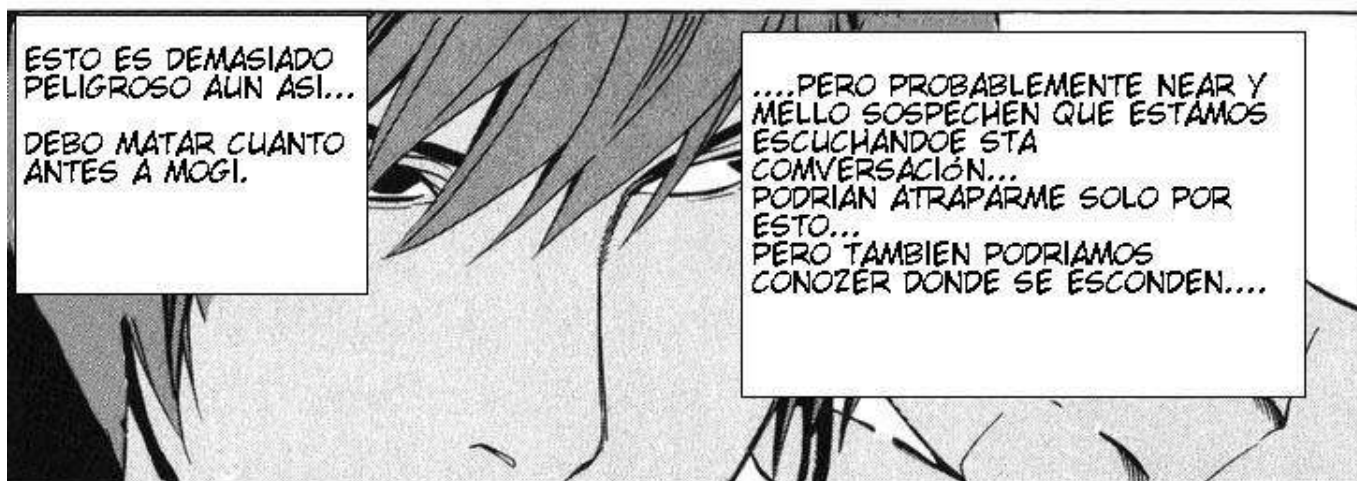 ESTO ES DEMASIADO
PELIGROSO AUN ASI...
DEBO MATAR CUANTO
ANTES A MOGI.
....PERO PROBABLEMENTE NEAR Y
MELLO SOSPECHEN QUE ESTAMOS
ESCUCHANDOE STA
COMVERSACIÓN...
PODRIAN ATRAPARME SOLO POR
ESTO...
PERO TAMBIEN PODRIAMOS
CONOZER DONDE SE ESCONDEN....